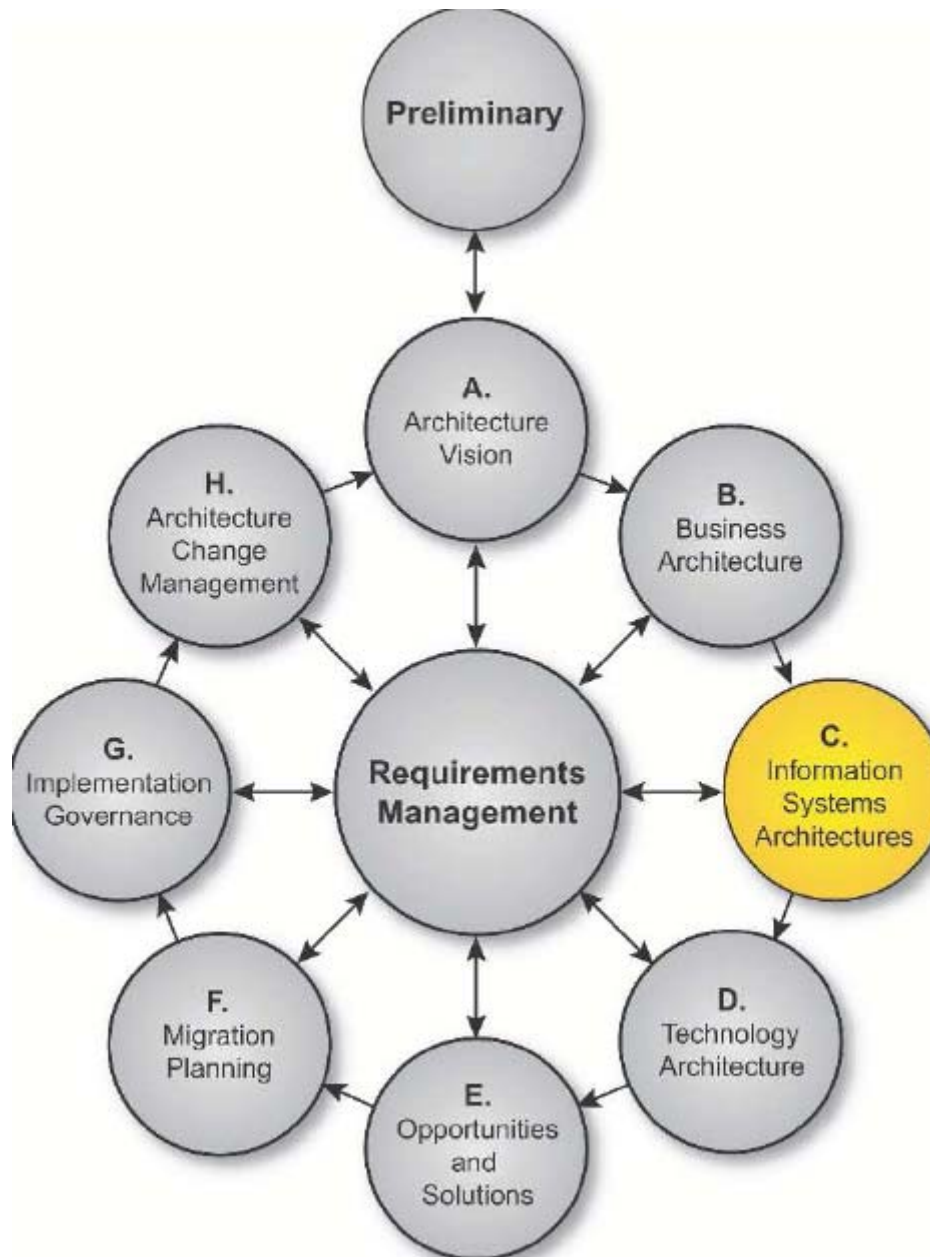 Preliminary
A.
Architecture
Vision
B.
Business
Architecture
C.
Information
Systems
Architectures
D.
Technology
Architecture
E.
Opportunities
and
Solutions
F.
Migration
Planning
G.
Implementation
Governance
H.
Architecture
Change
Management
Requirements
Management